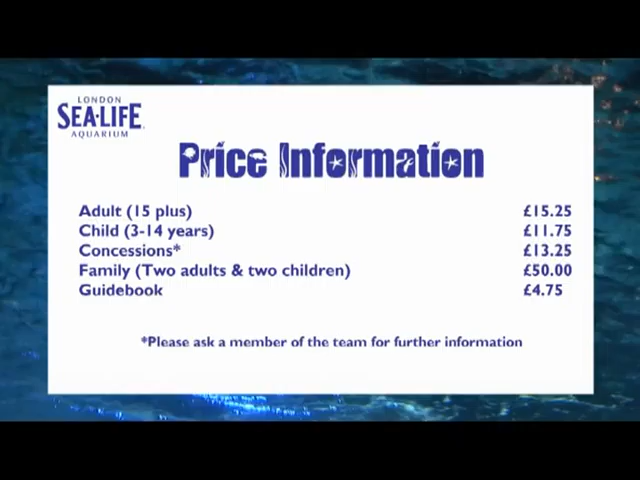 LONDON
SEA·LIFE
AQUARIUM
Price Information
Adult (15 plus) £15.25
Child (3-14 years) £11.75
Concessions* £13.25
Family (Two adults & two children) £50.00
Guidebook £4.75
*Please ask a member of the team for further information